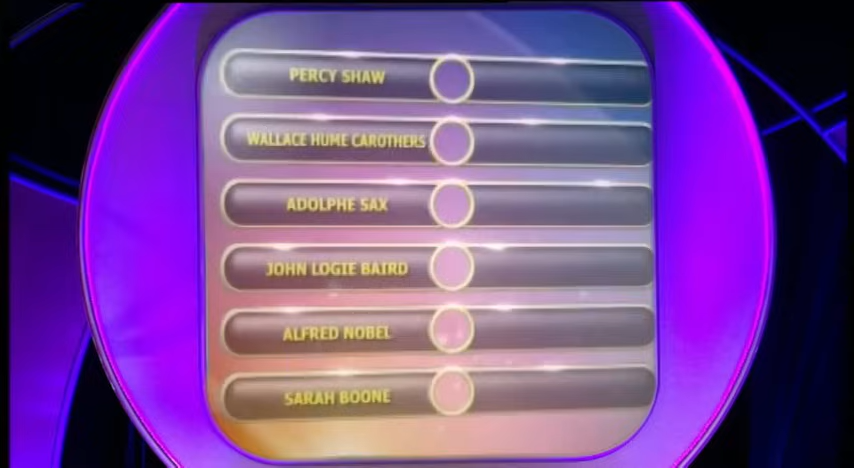 PERCY SHAW
WALLACE HUME CAROTHERS
ADOLPHE SAX
JOHN LOGIE BAIRD
ALFRED NOBEL
SARAH BOONE